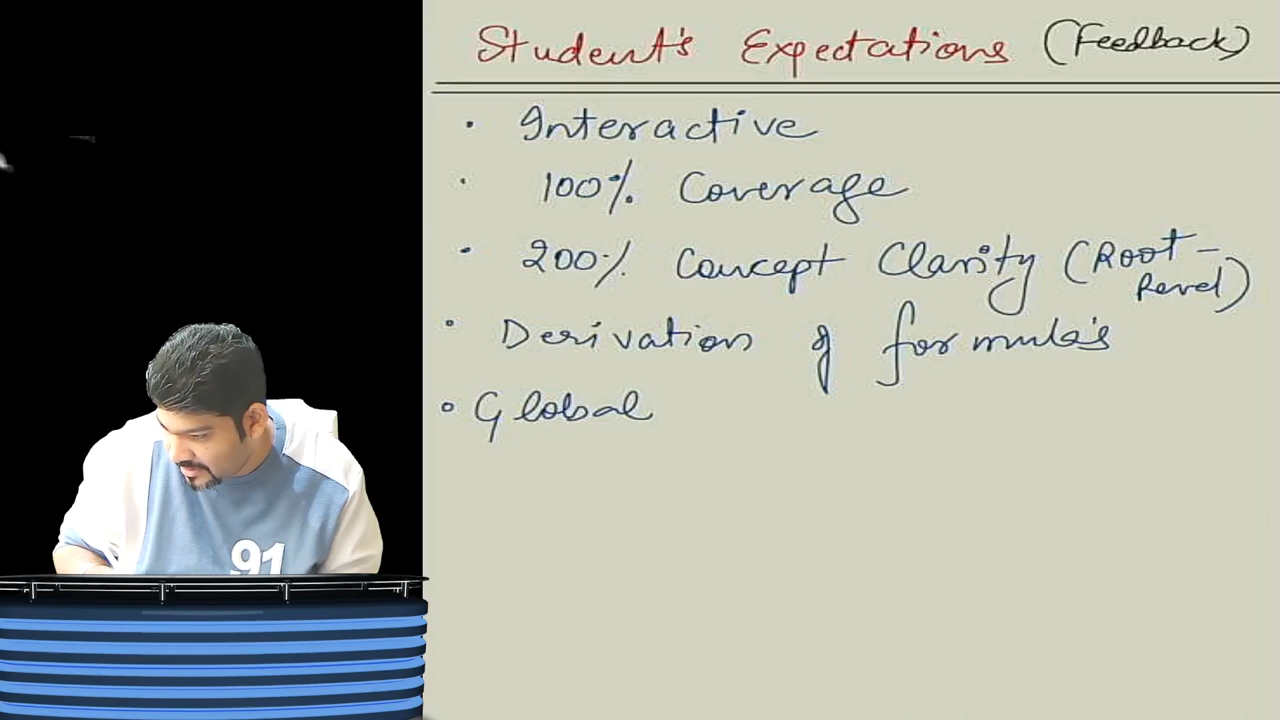 Student's Expectations (Feedback)
• Interactive
• 100% Coverage
• 200% Concept Clarity (Root-
Level)
• Derivation of formula's
• Global
91